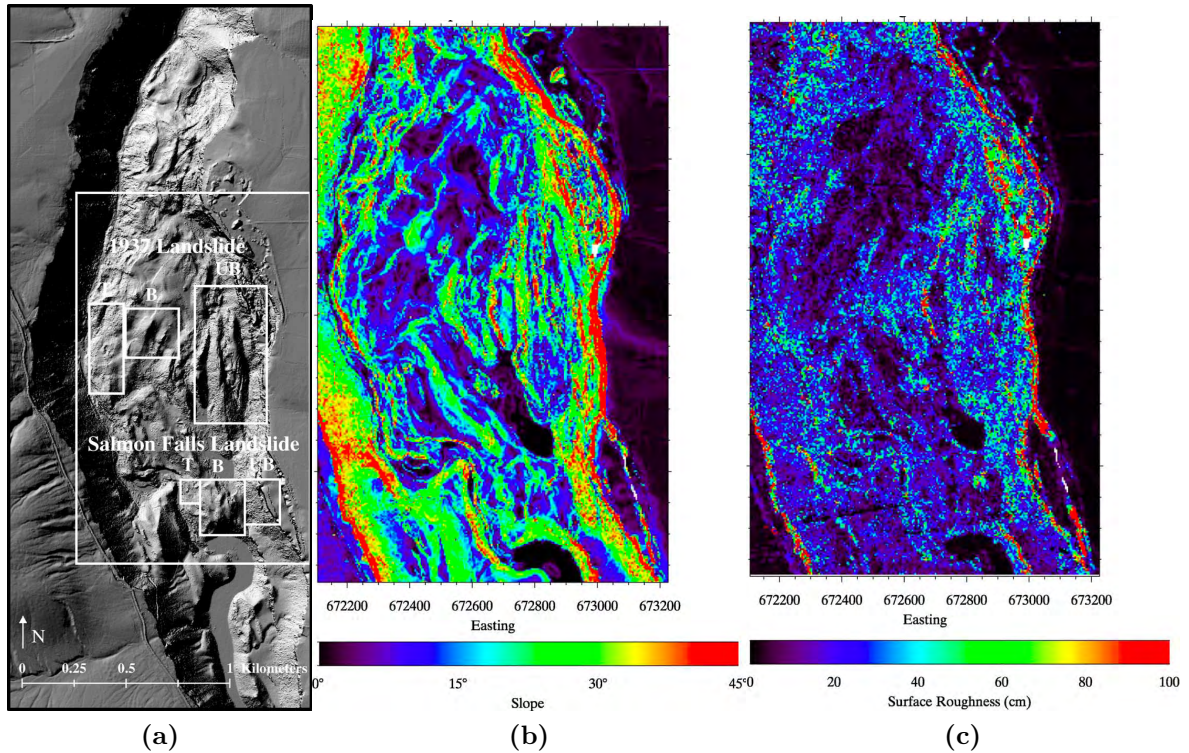 1937 Landslide
UB
T
B
Salmon Falls Landslide
T B UB
N
0 0.25 0.5 1 Kilometers
672200 672400 672600 672800 673000 673200
Easting
0° 15° 30° 45°
Slope
672200 672400 672600 672800 673000 673200
Easting
0 20 40 60 80 100
Surface Roughness (cm)
(a) (b) (c)